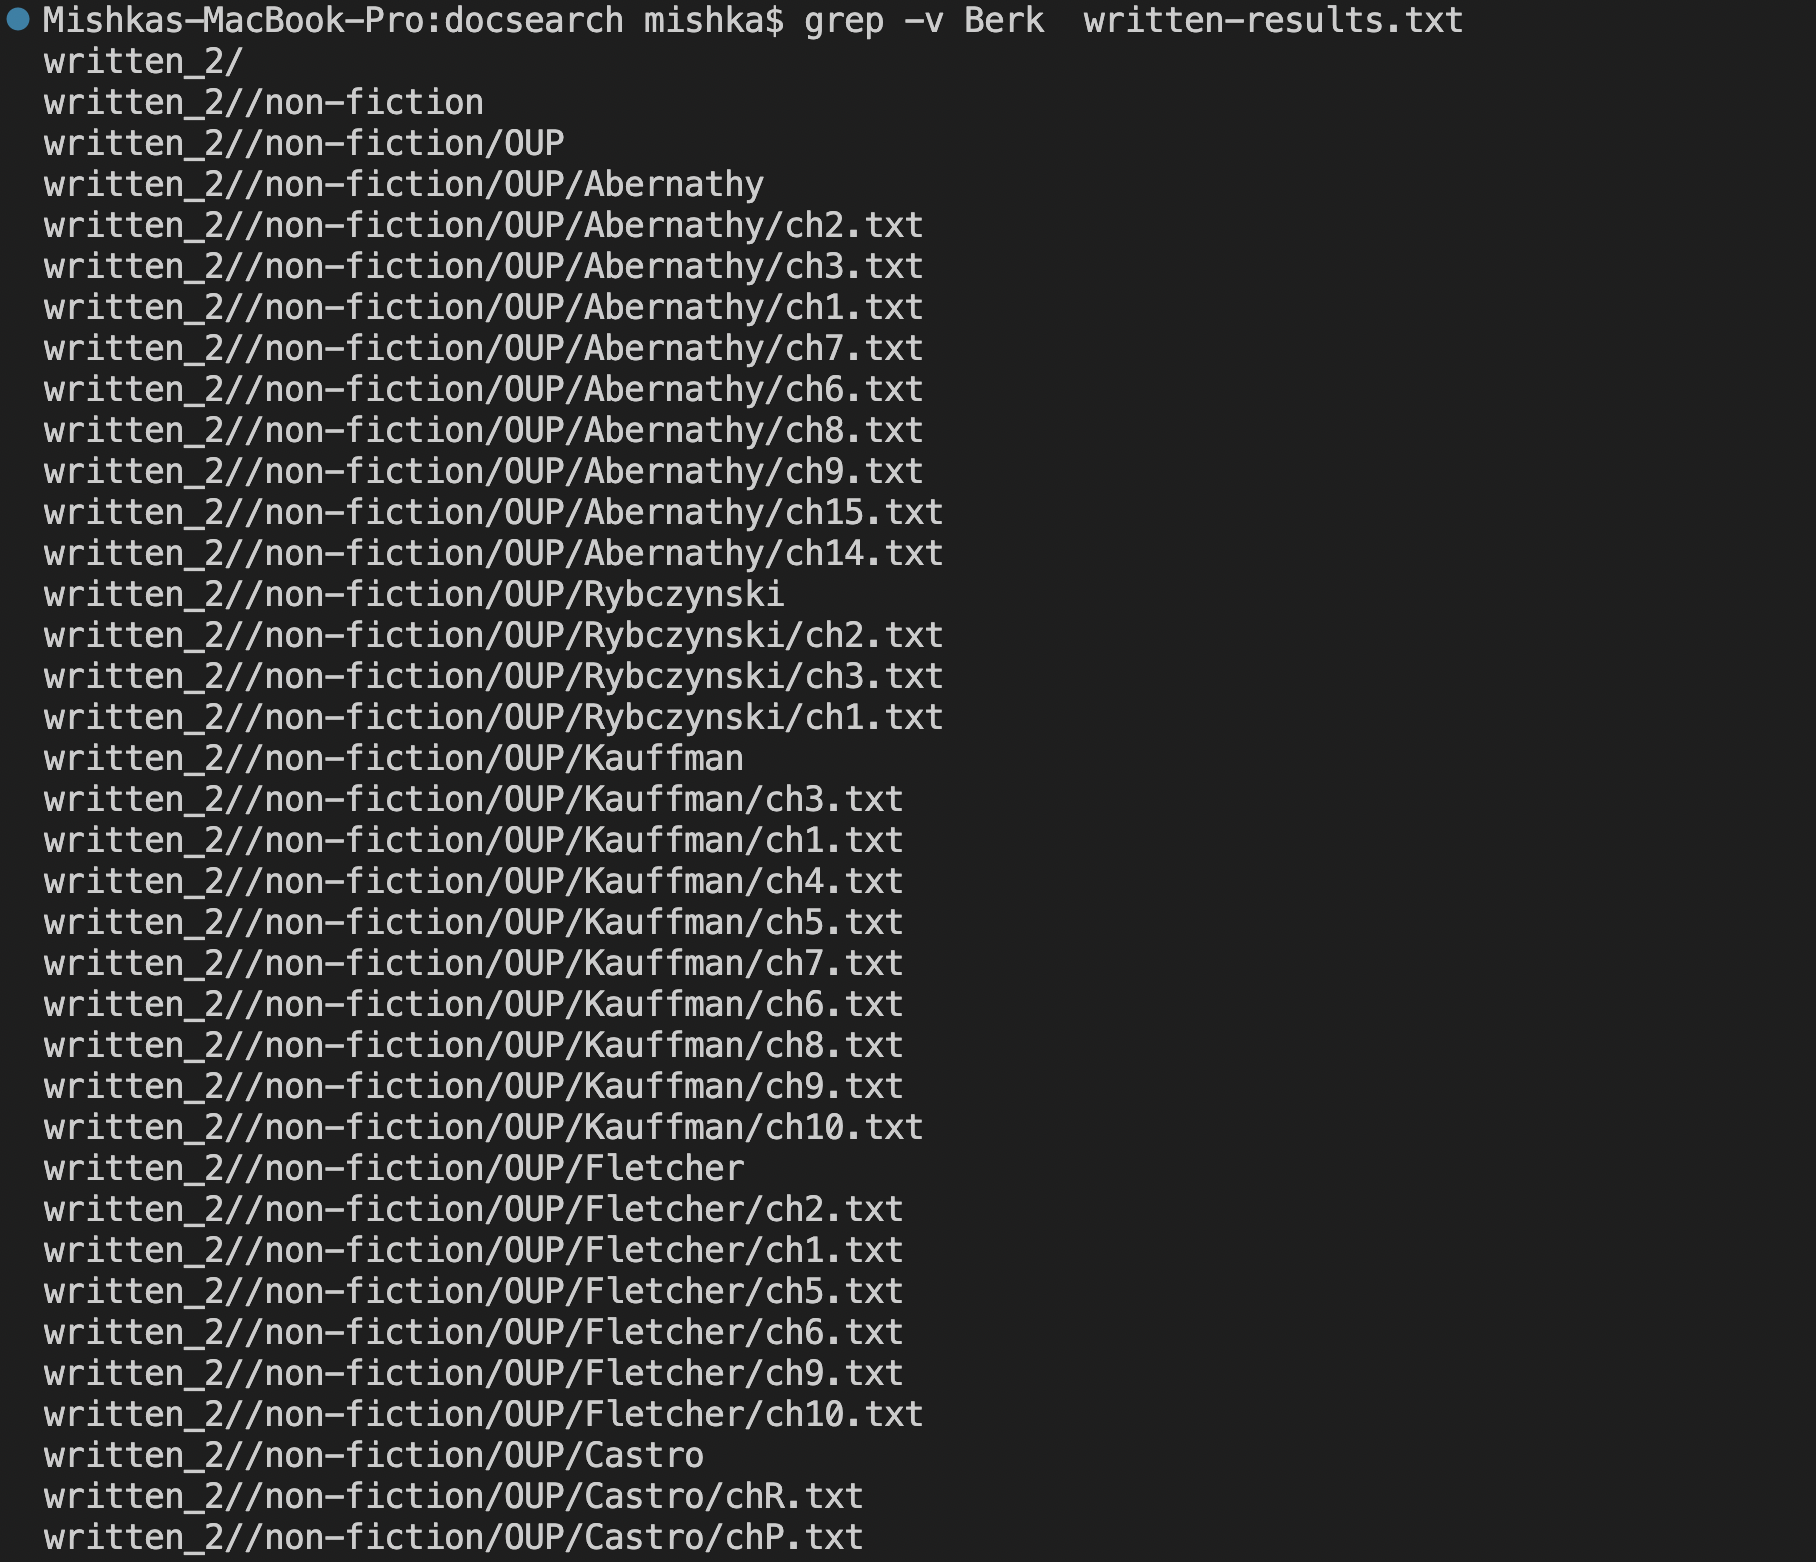 Mishkas-MacBook-Pro:docsearch mishka$ grep -v Berk  written-results.txt
written_2/
written_2//non-fiction
written_2//non-fiction/OUP
written_2//non-fiction/OUP/Abernathy
written_2//non-fiction/OUP/Abernathy/ch2.txt
written_2//non-fiction/OUP/Abernathy/ch3.txt
written_2//non-fiction/OUP/Abernathy/ch1.txt
written_2//non-fiction/OUP/Abernathy/ch7.txt
written_2//non-fiction/OUP/Abernathy/ch6.txt
written_2//non-fiction/OUP/Abernathy/ch8.txt
written_2//non-fiction/OUP/Abernathy/ch9.txt
written_2//non-fiction/OUP/Abernathy/ch15.txt
written_2//non-fiction/OUP/Abernathy/ch14.txt
written_2//non-fiction/OUP/Rybczynski
written_2//non-fiction/OUP/Rybczynski/ch2.txt
written_2//non-fiction/OUP/Rybczynski/ch3.txt
written_2//non-fiction/OUP/Rybczynski/ch1.txt
written_2//non-fiction/OUP/Kauffman
written_2//non-fiction/OUP/Kauffman/ch3.txt
written_2//non-fiction/OUP/Kauffman/ch1.txt
written_2//non-fiction/OUP/Kauffman/ch4.txt
written_2//non-fiction/OUP/Kauffman/ch5.txt
written_2//non-fiction/OUP/Kauffman/ch7.txt
written_2//non-fiction/OUP/Kauffman/ch6.txt
written_2//non-fiction/OUP/Kauffman/ch8.txt
written_2//non-fiction/OUP/Kauffman/ch9.txt
written_2//non-fiction/OUP/Kauffman/ch10.txt
written_2//non-fiction/OUP/Fletcher
written_2//non-fiction/OUP/Fletcher/ch2.txt
written_2//non-fiction/OUP/Fletcher/ch1.txt
written_2//non-fiction/OUP/Fletcher/ch5.txt
written_2//non-fiction/OUP/Fletcher/ch6.txt
written_2//non-fiction/OUP/Fletcher/ch9.txt
written_2//non-fiction/OUP/Fletcher/ch10.txt
written_2//non-fiction/OUP/Castro
written_2//non-fiction/OUP/Castro/chR.txt
written_2//non-fiction/OUP/Castro/chP.txt